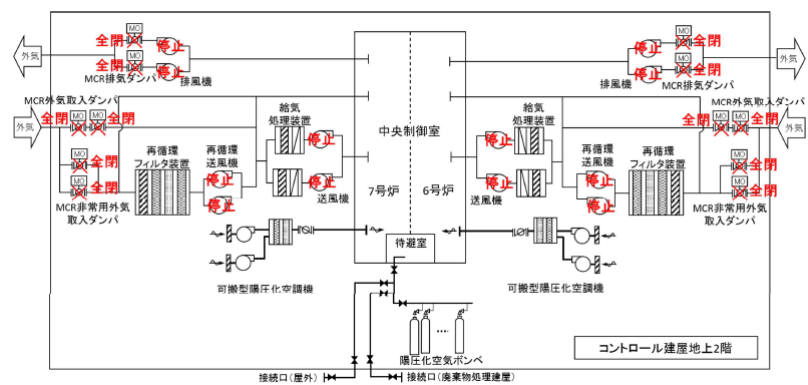 外気
全閉
MO
MO
全閉
停止
停止
MCR排気ダンパ
排風機
MCR外気取入ダンパ
外気
全閉
MO
MO
全閉
MO
全閉
MO
全閉
MCR非常用外気
取入ダンパ
再循環
フィルタ装置
再循環
送風機
停止
停止
給気
処理装置
停止
停止
送風機
可搬型陽圧化空調機
中央制御室
7号炉
6号炉
待避室
MO
全閉
MO
全閉
停止
停止
排風機
MCR排気ダンパ
外気
MCR外気取入ダンパ
全閉
MO
MO
全閉
外気
MO
全閉
MO
全閉
MCR非常用外気
取入ダンパ
給気
処理装置
停止
停止
送風機
再循環
送風機
停止
停止
再循環
フィルタ装置
可搬型陽圧化空調機
陽圧化空気ボンベ
コントロール建屋地上2階
接続口(屋外)
接続口(廃棄物処理建屋)